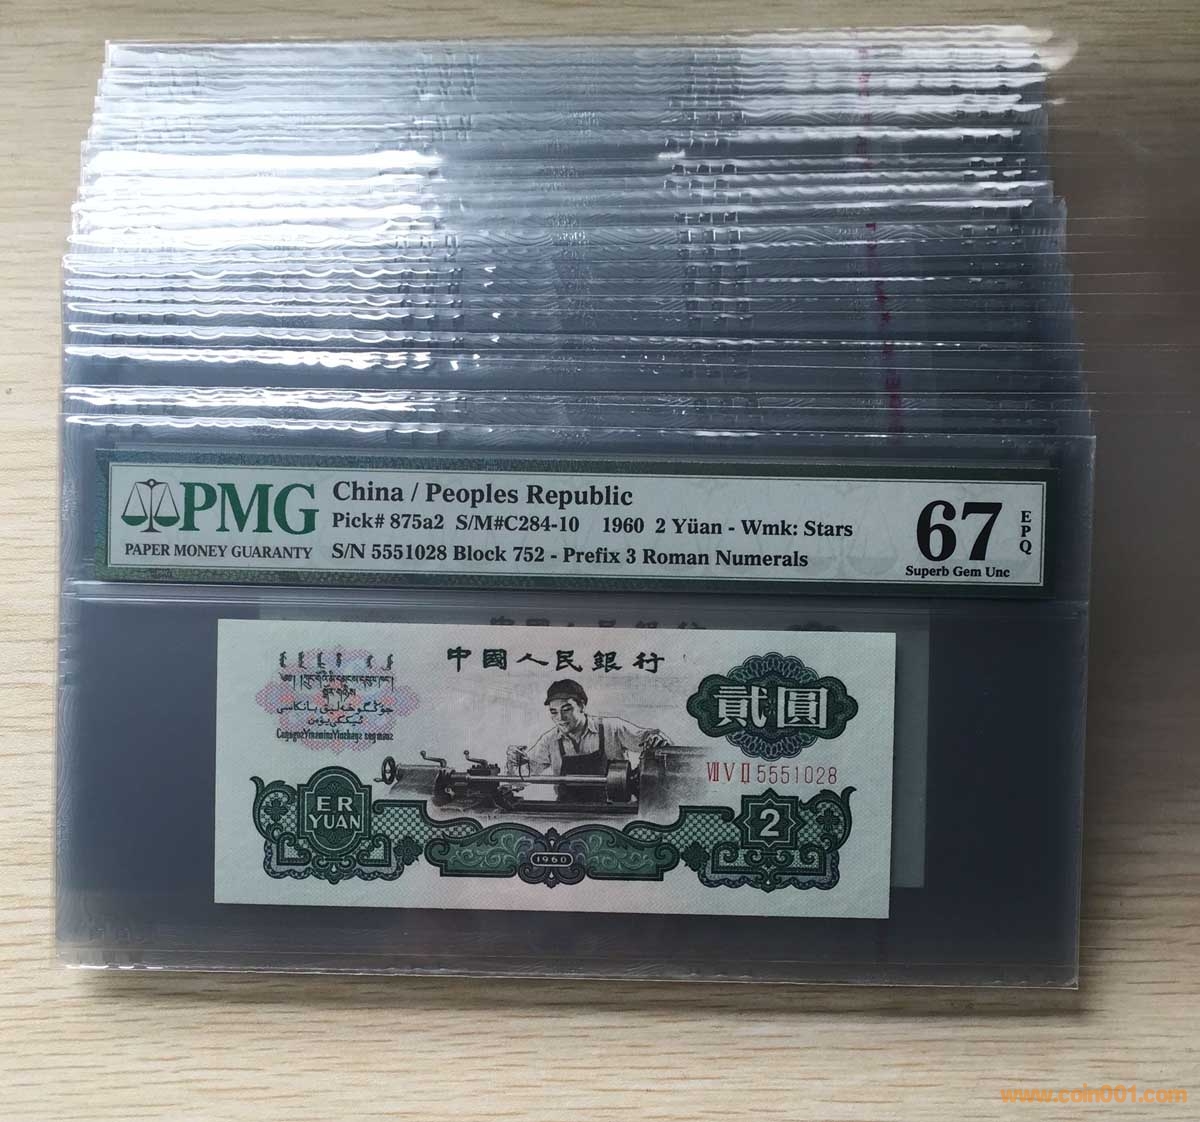 PMG
PAPER MONEY GUARANTY
China / Peoples Republic
Pick# 875a2 S/M#C284-10 1960 2 Yüan - Wmk: Stars
S/N 5551028 Block 752 - Prefix 3 Roman Numerals
67
EPQ
Superb Gem Unc
中國人民銀行
貳圓
Ⅶ Ⅴ Ⅱ 5551028
ER
YUAN
2
1960
www.coin001.com